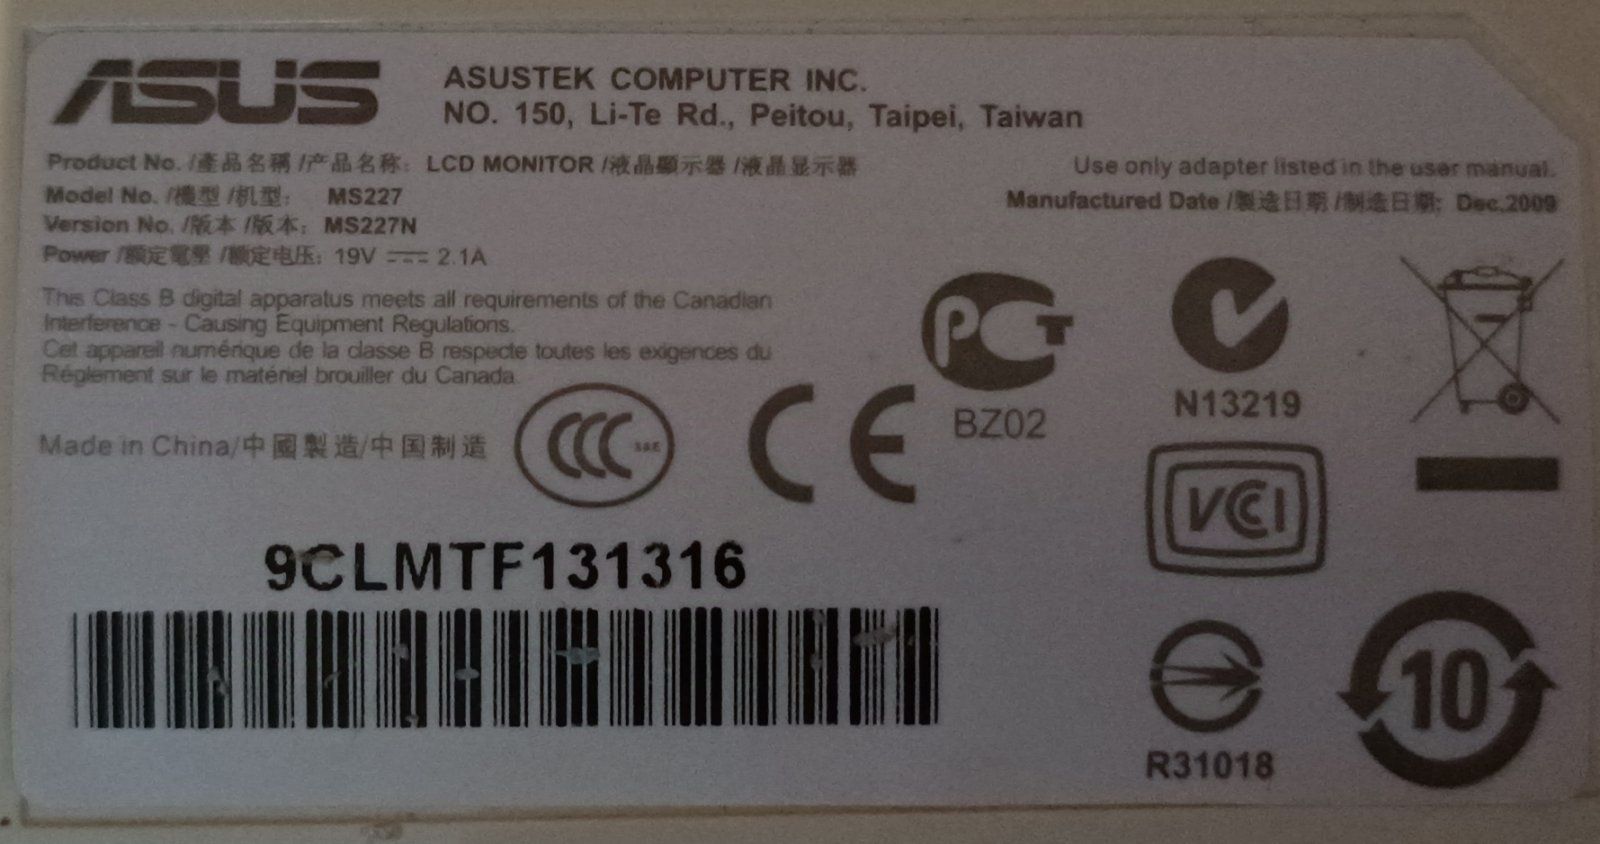 ASUS
ASUSTEK COMPUTER INC.
NO. 150, Li-Te Rd., Peitou, Taipei, Taiwan
Product No. /產品名稱 /产品名称: LCD MONITOR /液晶顯示器 /液晶显示器
Model No. /機型 /机型: MS227
Version No. /版本 /版本: MS227N
Power /額定電壓 /额定电压: 19V 2.1A
Use only adapter listed in the user manual.
Manufactured Date /製造日期 /制造日期: Dec.2009
This Class B digital apparatus meets all requirements of the Canadian
Interference - Causing Equipment Regulations.
Cet appareil numérique de la classe B respecte toutes les exigences du
Réglement sur le matériel brouiller du Canada
Made in China/中國製造/中国制造
CCC S&E
CE
PCT
BZ02
N13219
VCCI
9CLMTF131316
R31018
10